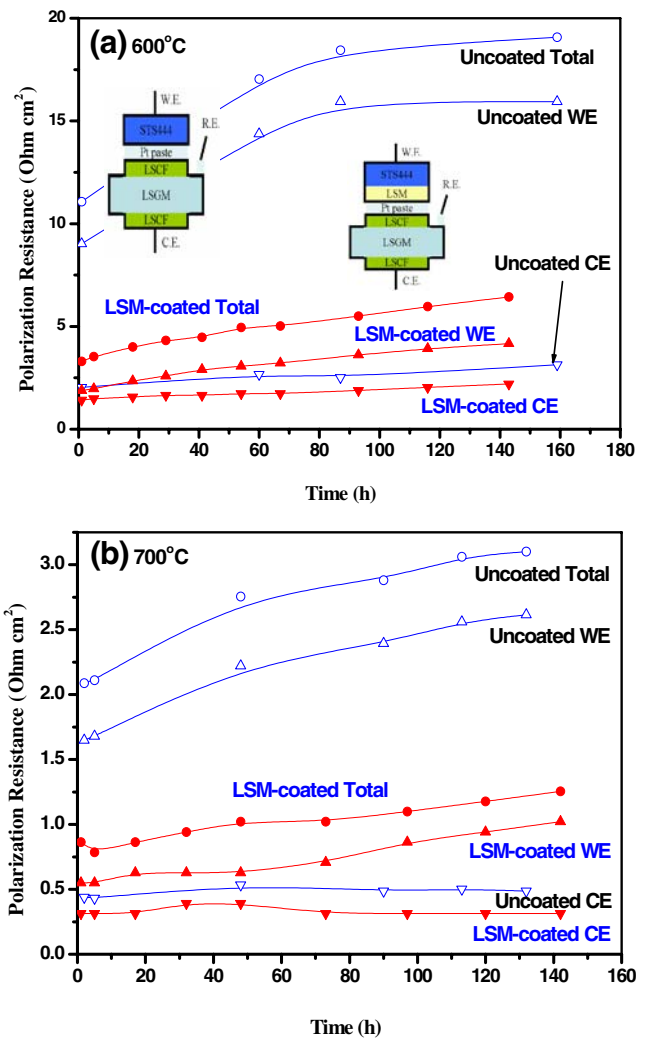 (a) 600°C
Polarization Resistance (Ohm cm²)
20
15
10
5
0
Uncoated Total
Uncoated WE
W.E.
STS444
R.E.
Pt paste
LSCF
LSGM
LSCF
C.E.
W.E.
STS444
R.E.
LSM
Pt paste
LSCF
LSGM
LSCF
C.E.
Uncoated CE
LSM-coated Total
LSM-coated WE
LSM-coated CE
0 20 40 60 80 100 120 140 160 180
Time (h)
(b) 700°C
Polarization Resistance (Ohm cm²)
3.0
2.5
2.0
1.5
1.0
0.5
0.0
Uncoated Total
Uncoated WE
LSM-coated Total
LSM-coated WE
Uncoated CE
LSM-coated CE
0 20 40 60 80 100 120 140 160
Time (h)